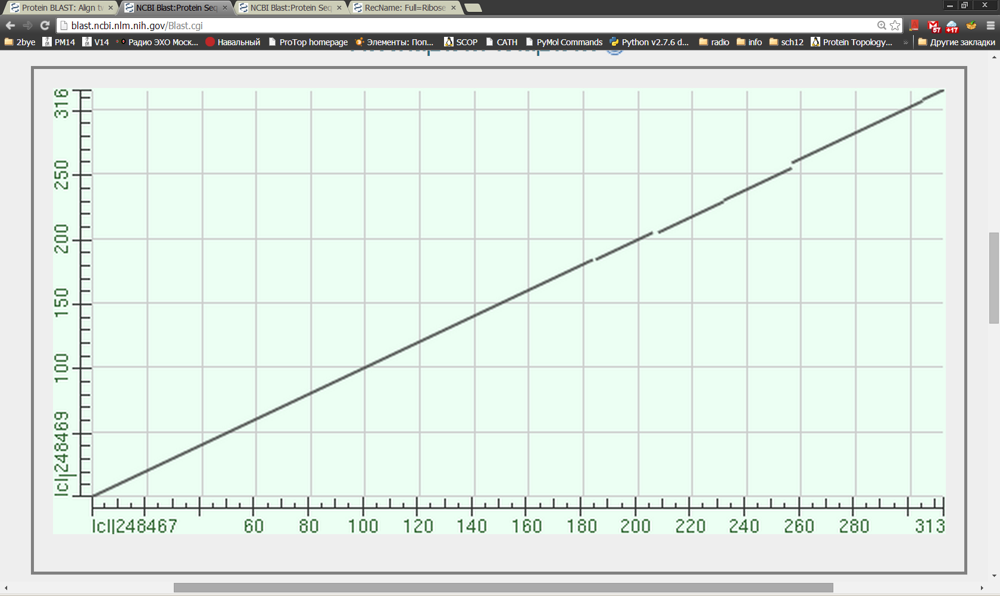 Protein BLAST: Align tw
NCBI Blast:Protein Seq
NCBI Blast:Protein Seq
RecName: Full=Ribose
blast.ncbi.nlm.nih.gov/Blast.cgi
57
+17
2bye PM14 V14 Радио ЭХО Моск... Навальный ProTop homepage Элементы: Поп... SCOP CATH PyMol Commands Python v2.7.6 d... radio info sch12 Protein Topology... » Другие закладки
316
250
200
150
100
lcl|248469
lcl|248467 60 80 100 120 140 160 180 200 220 240 260 280 313